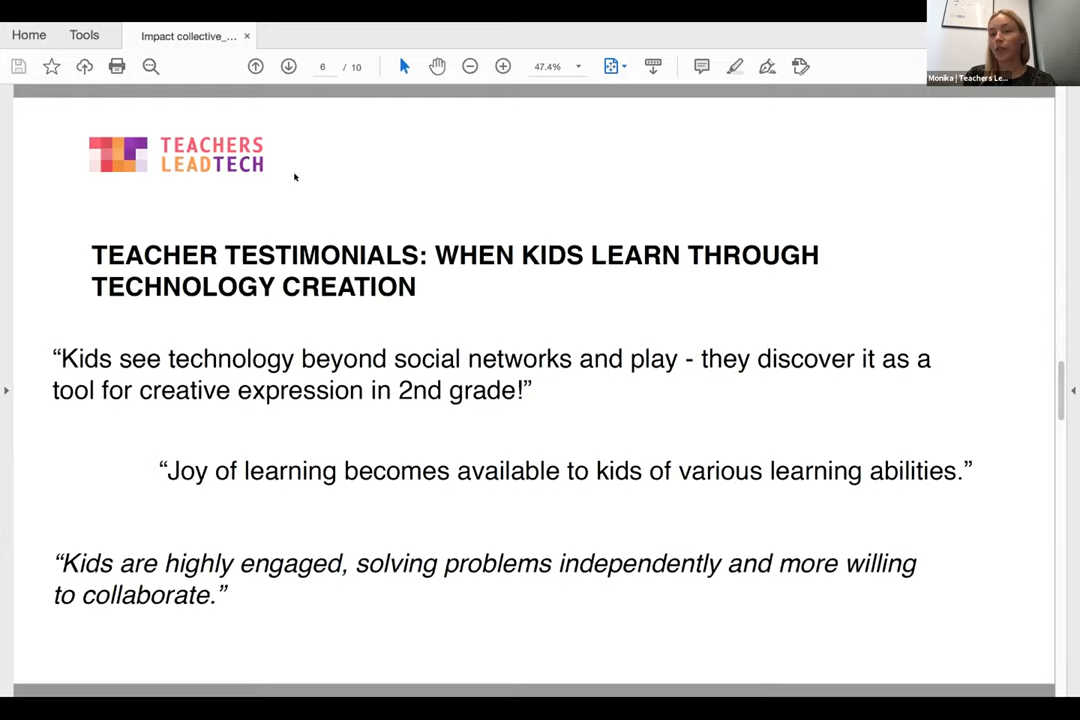 Home Tools Impact collective_... ×
6 / 10 47.4%
Monika | Teachers Le...
TEACHERS
LEADTECH
TEACHER TESTIMONIALS: WHEN KIDS LEARN THROUGH
TECHNOLOGY CREATION
“Kids see technology beyond social networks and play - they discover it as a
tool for creative expression in 2nd grade!”
“Joy of learning becomes available to kids of various learning abilities.”
“Kids are highly engaged, solving problems independently and more willing
to collaborate.”